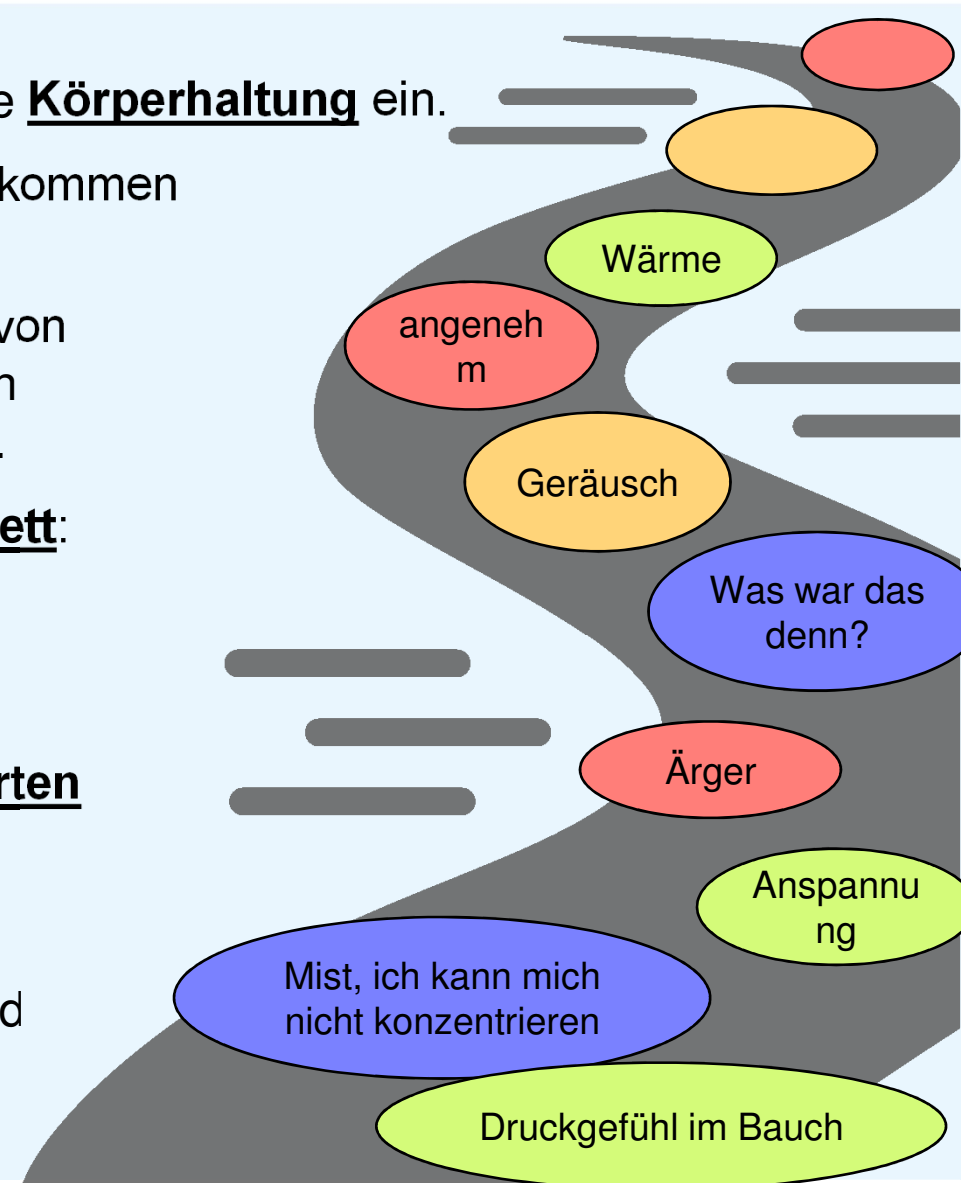 e Körperhaltung ein.
kommen
von
n
.
ett:
rten
d
Wärme
angeneh
m
Geräusch
Was war das
denn?
Ärger
Anspannu
ng
Mist, ich kann mich
nicht konzentrieren
Druckgefühl im Bauch